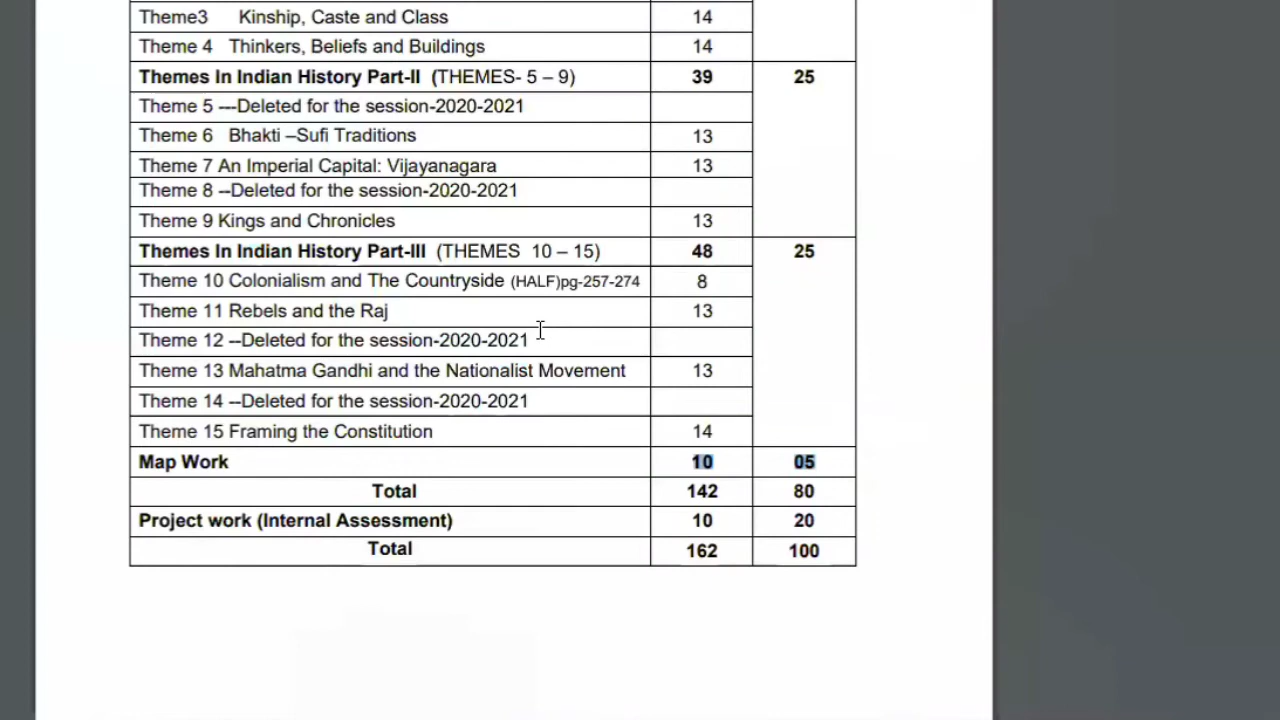 Theme3 Kinship, Caste and Class 14
Theme 4 Thinkers, Beliefs and Buildings 14
Themes In Indian History Part-II (THEMES- 5 – 9) 39 25
Theme 5 ---Deleted for the session-2020-2021
Theme 6 Bhakti –Sufi Traditions 13
Theme 7 An Imperial Capital: Vijayanagara 13
Theme 8 --Deleted for the session-2020-2021
Theme 9 Kings and Chronicles 13
Themes In Indian History Part-III (THEMES 10 – 15) 48 25
Theme 10 Colonialism and The Countryside (HALF)pg-257-274 8
Theme 11 Rebels and the Raj 13
Theme 12 --Deleted for the session-2020-2021
Theme 13 Mahatma Gandhi and the Nationalist Movement 13
Theme 14 --Deleted for the session-2020-2021
Theme 15 Framing the Constitution 14
Map Work 10 05
Total 142 80
Project work (Internal Assessment) 10 20
Total 162 100